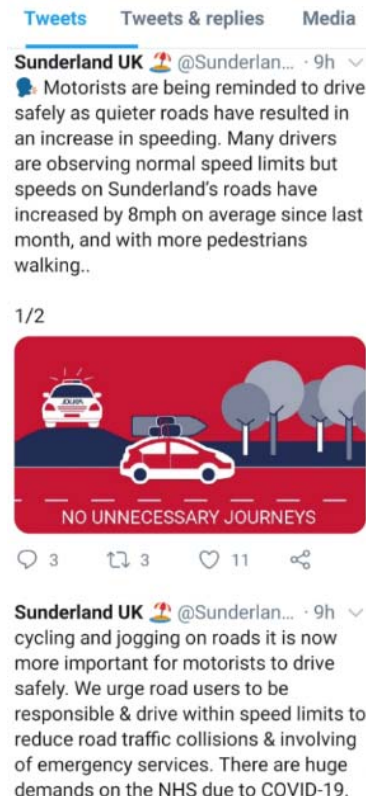 Tweets Tweets & replies Media
Sunderland UK 🏖️ @Sunderlan... · 9h
🗣️ Motorists are being reminded to drive
safely as quieter roads have resulted in
an increase in speeding. Many drivers
are observing normal speed limits but
speeds on Sunderland's roads have
increased by 8mph on average since last
month, and with more pedestrians
walking..
1/2
NO UNNECESSARY JOURNEYS
3 3 11
Sunderland UK 🏖️ @Sunderlan... · 9h
cycling and jogging on roads it is now
more important for motorists to drive
safely. We urge road users to be
responsible & drive within speed limits to
reduce road traffic collisions & involving
of emergency services. There are huge
demands on the NHS due to COVID-19.